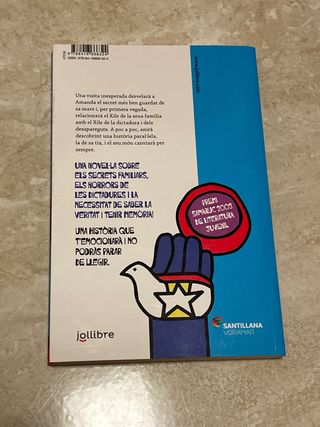 Una visita inesperada desvelarà a
Amanda el secret més ben guardat de
sa mare i, per primera vegada,
relacionarà el Xile de la seua família
amb el Xile de la dictadura i dels
desapareguts. A poc a poc, anirà
descobrint una història paral·lela,
la de sa tia, i el seu món canviarà per
sempre.
UNA NOVEL·LA SOBRE
ELS SECRETS FAMILIARS,
ELS HORRORS DE
LES DICTADURES I LA
NECESSITAT DE SABER LA
VERITAT I TENIR MEMÒRIA!
UNA HISTÒRIA QUE
T'EMOCIONARÀ I NO
PODRÀS PARAR
DE LLEGIR.
PREMI
SAMARUC 2009
DE LITERATURA
JUVENIL
jollibre
SANTILLANA
VORAMAR